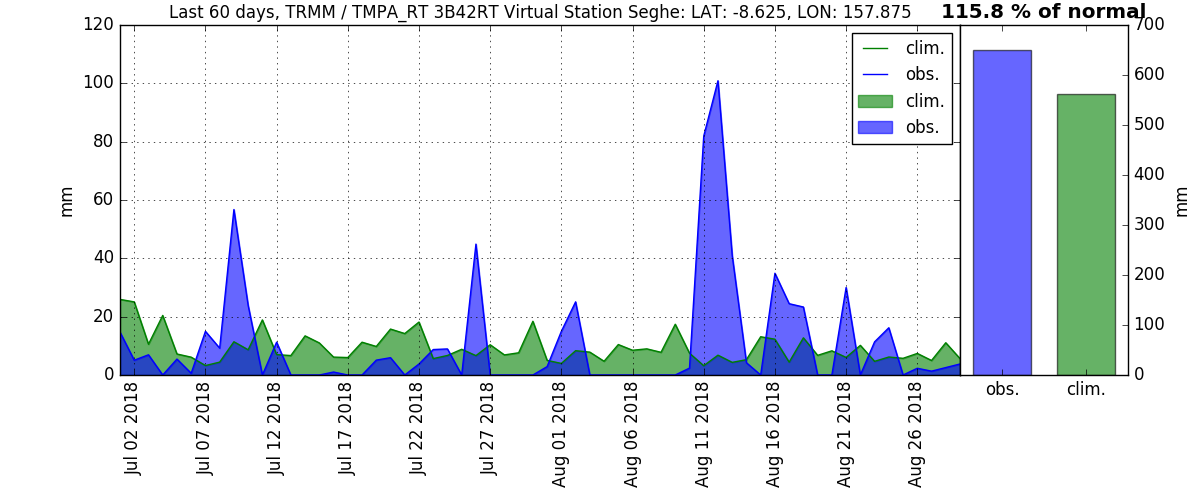 Last 60 days, TRMM / TMPA_RT 3B42RT Virtual Station Seghe: LAT: -8.625, LON: 157.875
115.8 % of normal
120
100
80
60
40
20
0
mm
clim.
obs.
clim.
obs.
Jul 02 2018
Jul 07 2018
Jul 12 2018
Jul 17 2018
Jul 22 2018
Jul 27 2018
Aug 01 2018
Aug 06 2018
Aug 11 2018
Aug 16 2018
Aug 21 2018
Aug 26 2018
700
600
500
400
300
200
100
0
mm
obs.
clim.